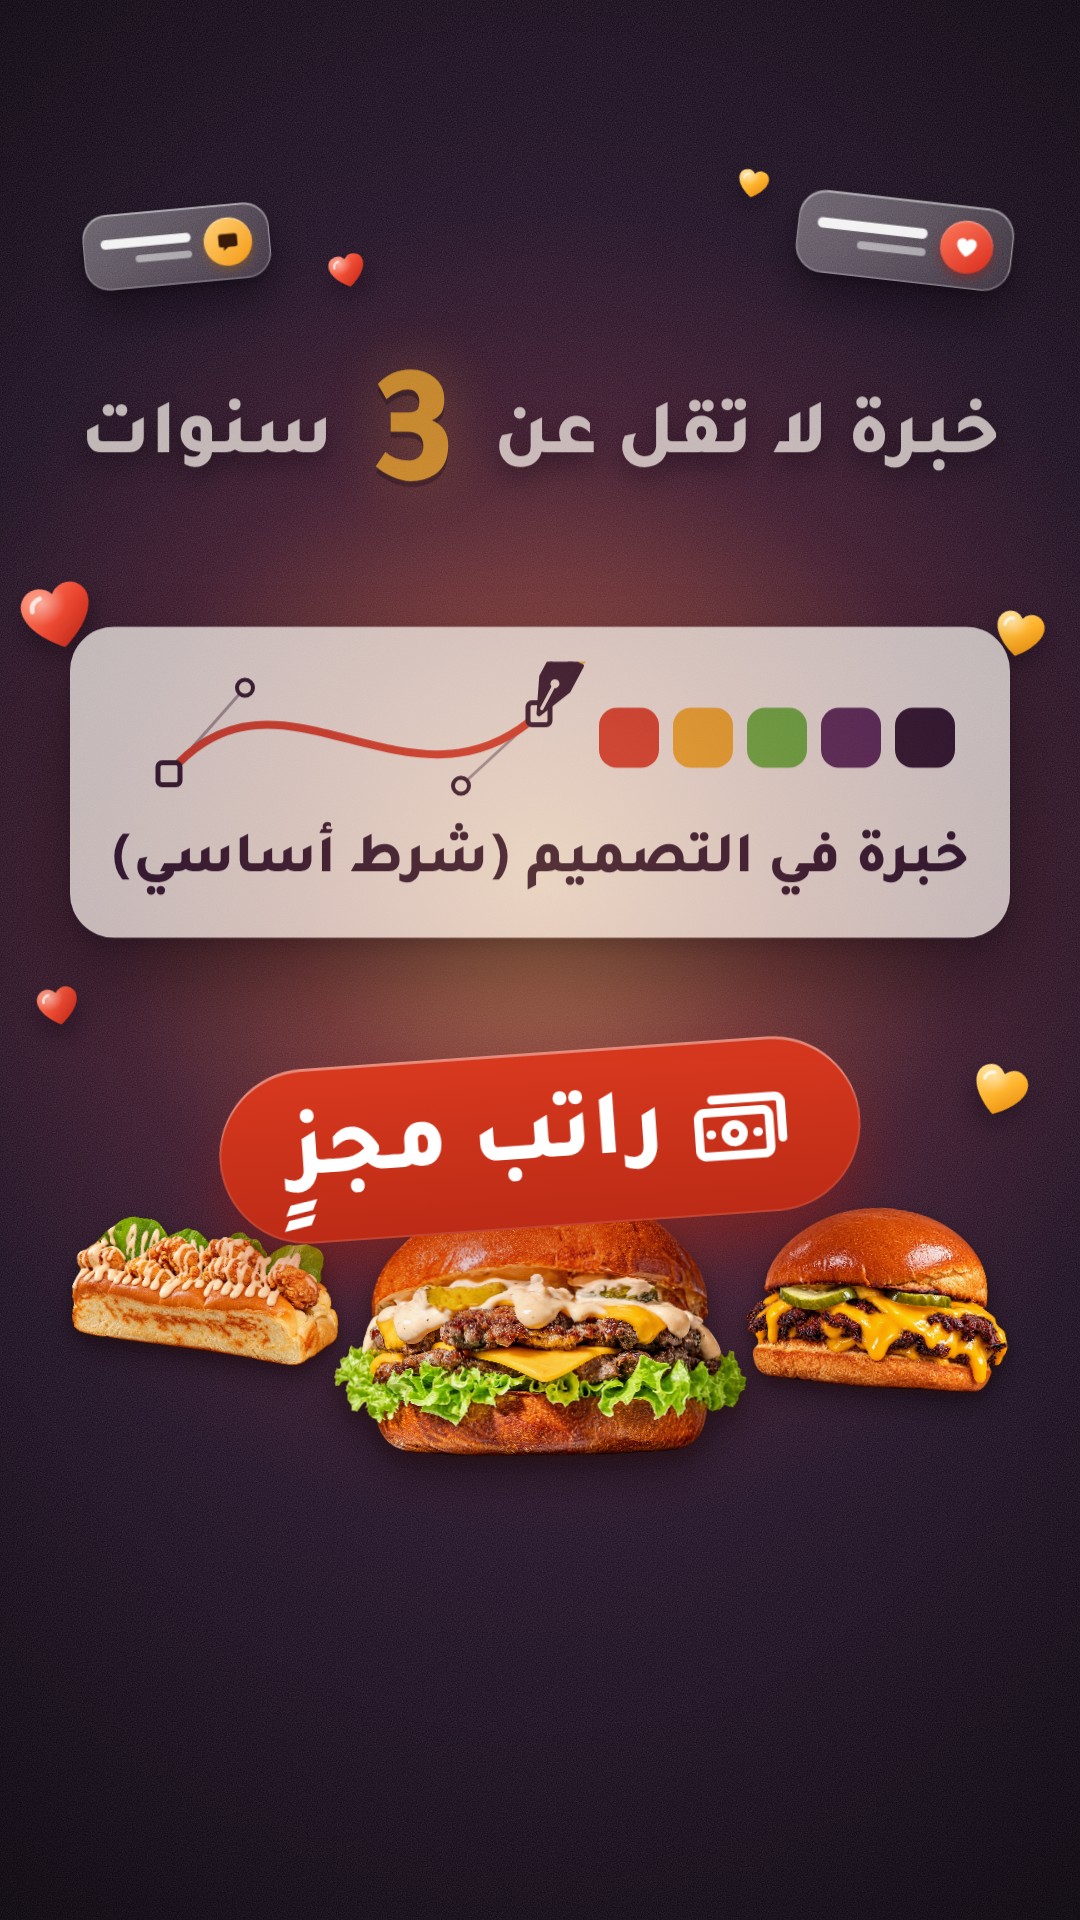 خبرة لا تقل عن 3 سنوات
خبرة في التصميم (شرط أساسي)
راتب مجزٍ